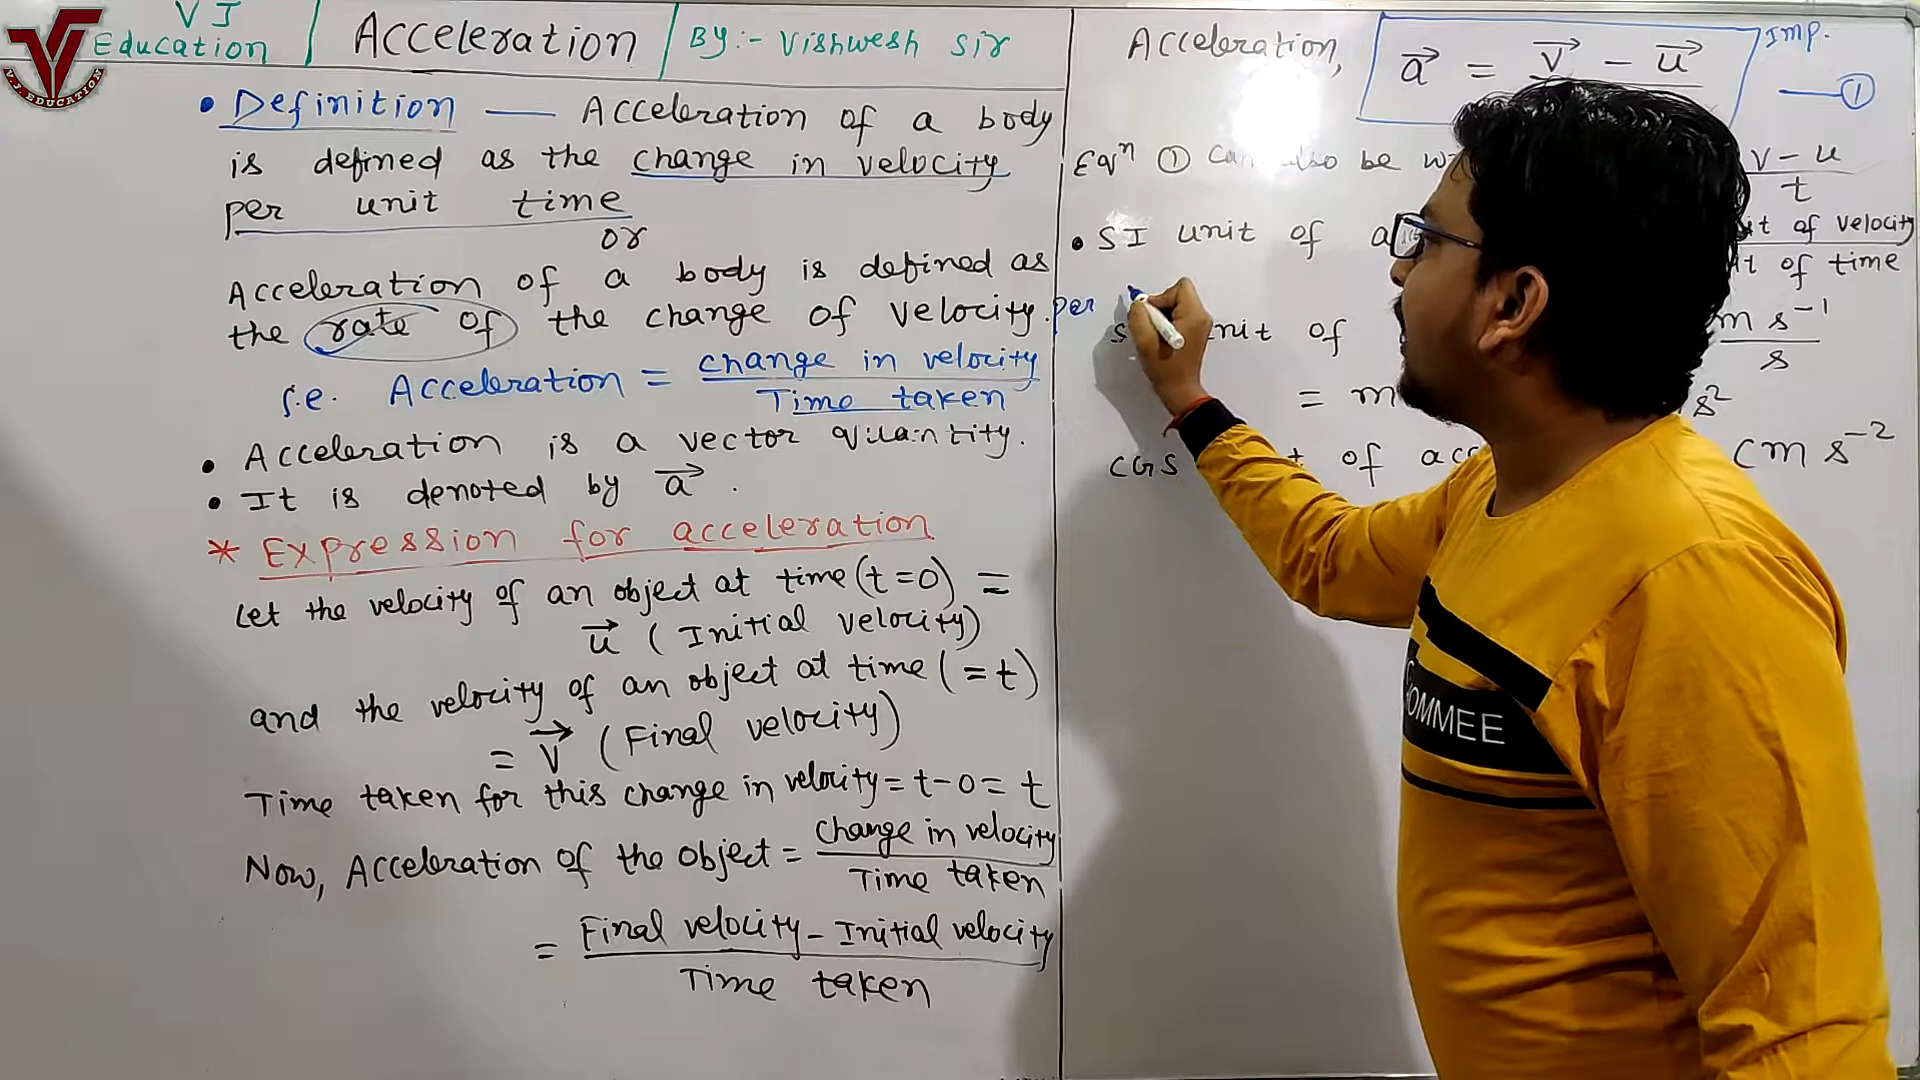 VJ
Education
Acceleration
By:- Vishwesh sir
V.J. EDUCATION
• Definition — Acceleration of a body
is defined as the change in velocity
per unit time
or
Acceleration of a body is defined as
the rate of the change of velocity. per
i.e. Acceleration = change in velocity
Time taken
• Acceleration is a vector quantity.
• It is denoted by a⃗ .
* Expression for acceleration
Let the velocity of an object at time (t=0) =
u⃗ (Initial velocity)
and the velocity of an object at time (=t)
= v⃗ (Final velocity)
Time taken for this change in velocity = t-0 = t
Now, Acceleration of the object = Change in velocity
Time taken
= Final velocity - Initial velocity
Time taken
Acceleration, a⃗ = v⃗ - u⃗ Imp.
— ①
Eqⁿ ① can also be v - u
t
• SI unit of of velocity
of time
unit of m s⁻¹
s
= m s²
CGS of cm s⁻²
OMMEE